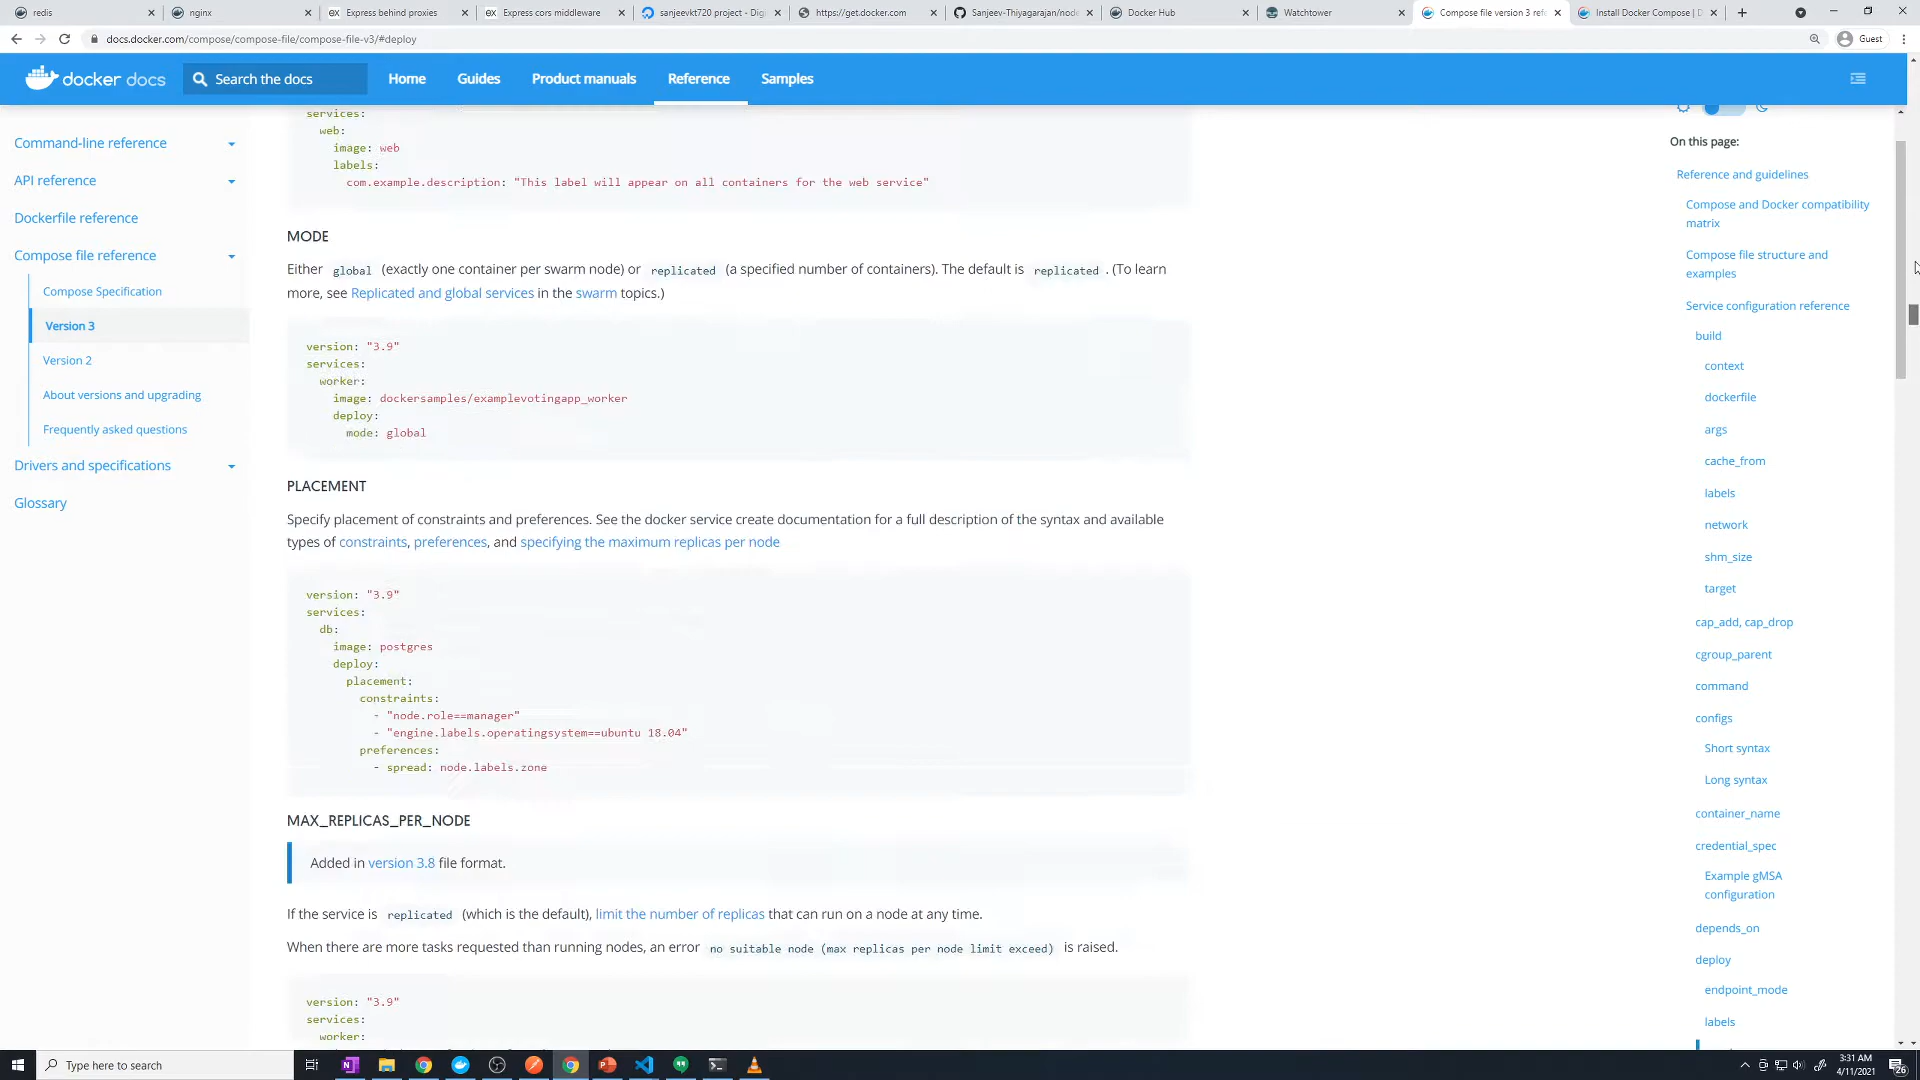 redis
nginx
Express behind proxies
Express cors middleware
sanjeevkt720 project - Digi
https://get.docker.com
Sanjeev-Thiyagarajan/node
Docker Hub
Watchtower
Compose file version 3 refe
Install Docker Compose | D
docs.docker.com/compose/compose-file/compose-file-v3/#deploy
Guest
docker docs
Search the docs
Home
Guides
Product manuals
Reference
Samples
Command-line reference
API reference
Dockerfile reference
Compose file reference
Compose Specification
Version 3
Version 2
About versions and upgrading
Frequently asked questions
Drivers and specifications
Glossary
services:
web:
image: web
labels:
com.example.description: "This label will appear on all containers for the web service"
MODE
Either global (exactly one container per swarm node) or replicated (a specified number of containers). The default is replicated . (To learn
more, see Replicated and global services in the swarm topics.)
version: "3.9"
services:
worker:
image: dockersamples/examplevotingapp_worker
deploy:
mode: global
PLACEMENT
Specify placement of constraints and preferences. See the docker service create documentation for a full description of the syntax and available
types of constraints, preferences, and specifying the maximum replicas per node
version: "3.9"
services:
db:
image: postgres
deploy:
placement:
constraints:
- "node.role==manager"
- "engine.labels.operatingsystem==ubuntu 18.04"
preferences:
- spread: node.labels.zone
MAX_REPLICAS_PER_NODE
Added in version 3.8 file format.
If the service is replicated (which is the default), limit the number of replicas that can run on a node at any time.
When there are more tasks requested than running nodes, an error no suitable node (max replicas per node limit exceed) is raised.
version: "3.9"
services:
worker:
On this page:
Reference and guidelines
Compose and Docker compatibility
matrix
Compose file structure and
examples
Service configuration reference
build
context
dockerfile
args
cache_from
labels
network
shm_size
target
cap_add, cap_drop
cgroup_parent
command
configs
Short syntax
Long syntax
container_name
credential_spec
Example gMSA
configuration
depends_on
deploy
endpoint_mode
labels
Type here to search
3:31 AM
4/11/2021
26